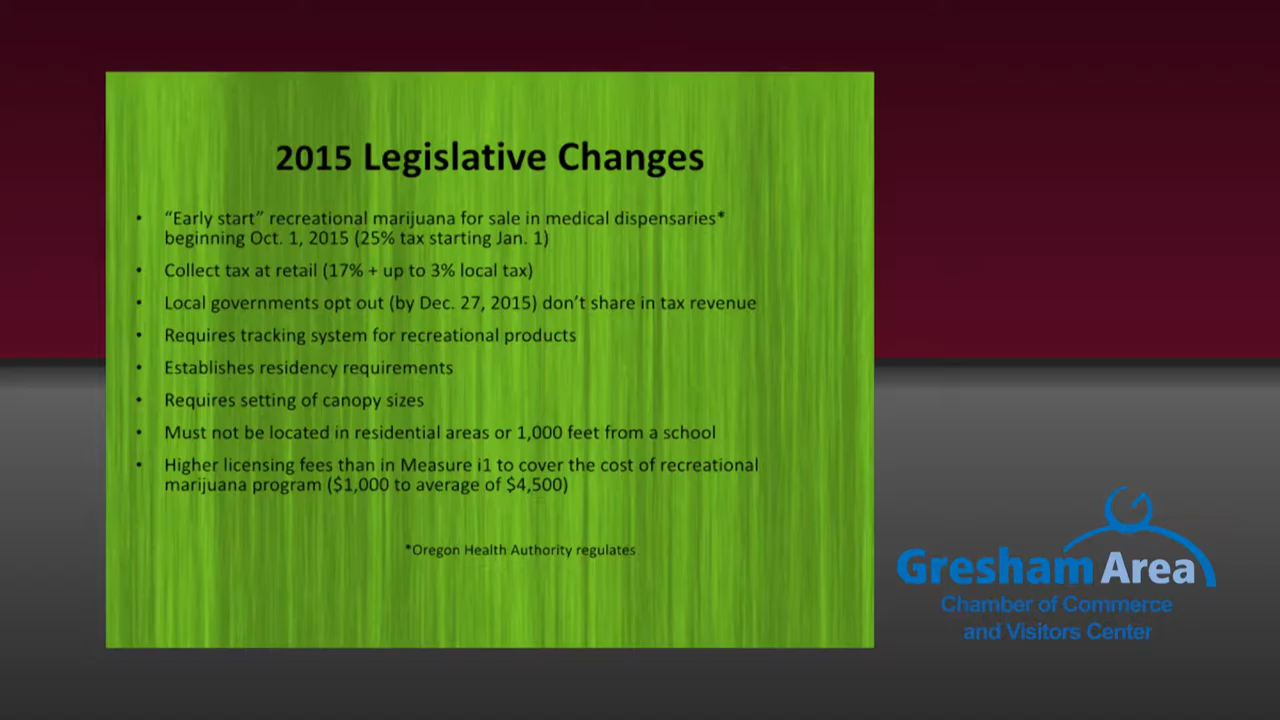 2015 Legislative Changes
• “Early start” recreational marijuana for sale in medical dispensaries*
beginning Oct. 1, 2015 (25% tax starting Jan. 1)
• Collect tax at retail (17% + up to 3% local tax)
• Local governments opt out (by Dec. 27, 2015) don’t share in tax revenue
• Requires tracking system for recreational products
• Establishes residency requirements
• Requires setting of canopy sizes
• Must not be located in residential areas or 1,000 feet from a school
• Higher licensing fees than in Measure i1 to cover the cost of recreational
marijuana program ($1,000 to average of $4,500)
*Oregon Health Authority regulates
Gresham Area
Chamber of Commerce
and Visitors Center